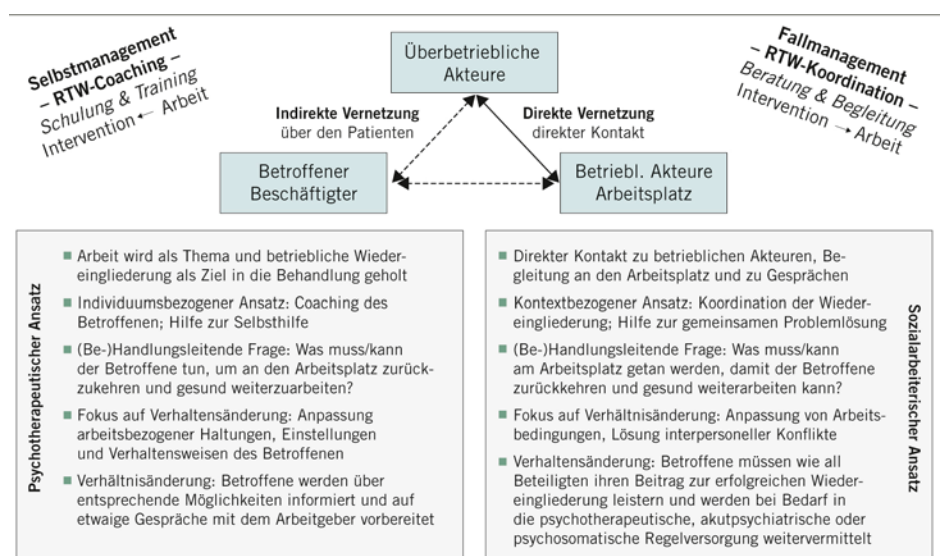 Selbstmanagement
– RTW-Coaching –
Schulung & Training
Intervention ← Arbeit
Überbetriebliche
Akteure
Fallmanagement
– RTW-Koordination –
Beratung & Begleitung
Intervention → Arbeit
Indirekte Vernetzung
über den Patienten
Direkte Vernetzung
direkter Kontakt
Betroffener
Beschäftigter
Betriebl. Akteure
Arbeitsplatz
Psychotherapeutischer Ansatz
Arbeit wird als Thema und betriebliche Wieder-
eingliederung als Ziel in die Behandlung geholt
Individuumsbezogener Ansatz: Coaching des
Betroffenen; Hilfe zur Selbsthilfe
(Be-)Handlungsleitende Frage: Was muss/kann
der Betroffene tun, um an den Arbeitsplatz zurück-
zukehren und gesund weiterzuarbeiten?
Fokus auf Verhaltensänderung: Anpassung
arbeitsbezogener Haltungen, Einstellungen
und Verhaltensweisen des Betroffenen
Verhältnisänderung: Betroffene werden über
entsprechende Möglichkeiten informiert und auf
etwaige Gespräche mit dem Arbeitgeber vorbereitet
Direkter Kontakt zu betrieblichen Akteuren, Be-
gleitung an den Arbeitsplatz und zu Gesprächen
Kontextbezogener Ansatz: Koordination der Wieder-
eingliederung; Hilfe zur gemeinsamen Problemlösung
(Be-)Handlungsleitende Frage: Was muss/kann
am Arbeitsplatz getan werden, damit der Betroffene
zurückkehren und gesund weiterarbeiten kann?
Fokus auf Verhältnisänderung: Anpassung von Arbeits-
bedingungen, Lösung interpersoneller Konflikte
Verhaltensänderung: Betroffene müssen wie all
Beteiligten ihren Beitrag zur erfolgreichen Wieder-
eingliederung leistern und werden bei Bedarf in
die psychotherapeutische, akutpsychiatrische oder
psychosomatische Regelversorgung weitervermittelt
Sozialarbeiterischer Ansatz